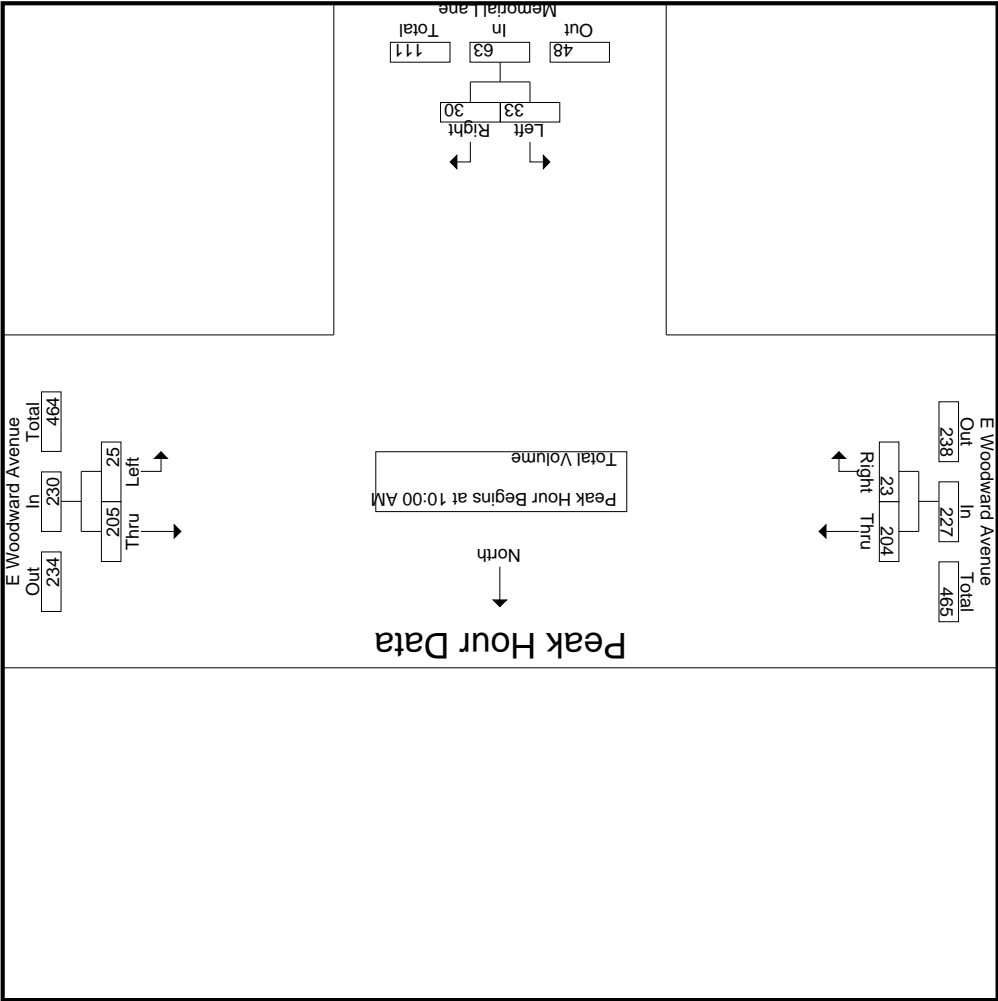 Peak Hour Data
North
Peak Hour Begins at 10:00 AM
Total Volume
E Woodward Avenue
Out In Total
238 227 465
23 204
Right Thru
E Woodward Avenue
Total In Out
464 230 234
25 205
Left Thru
Left Right
33 30
48 63 111
Out In Total
Memorial Lane